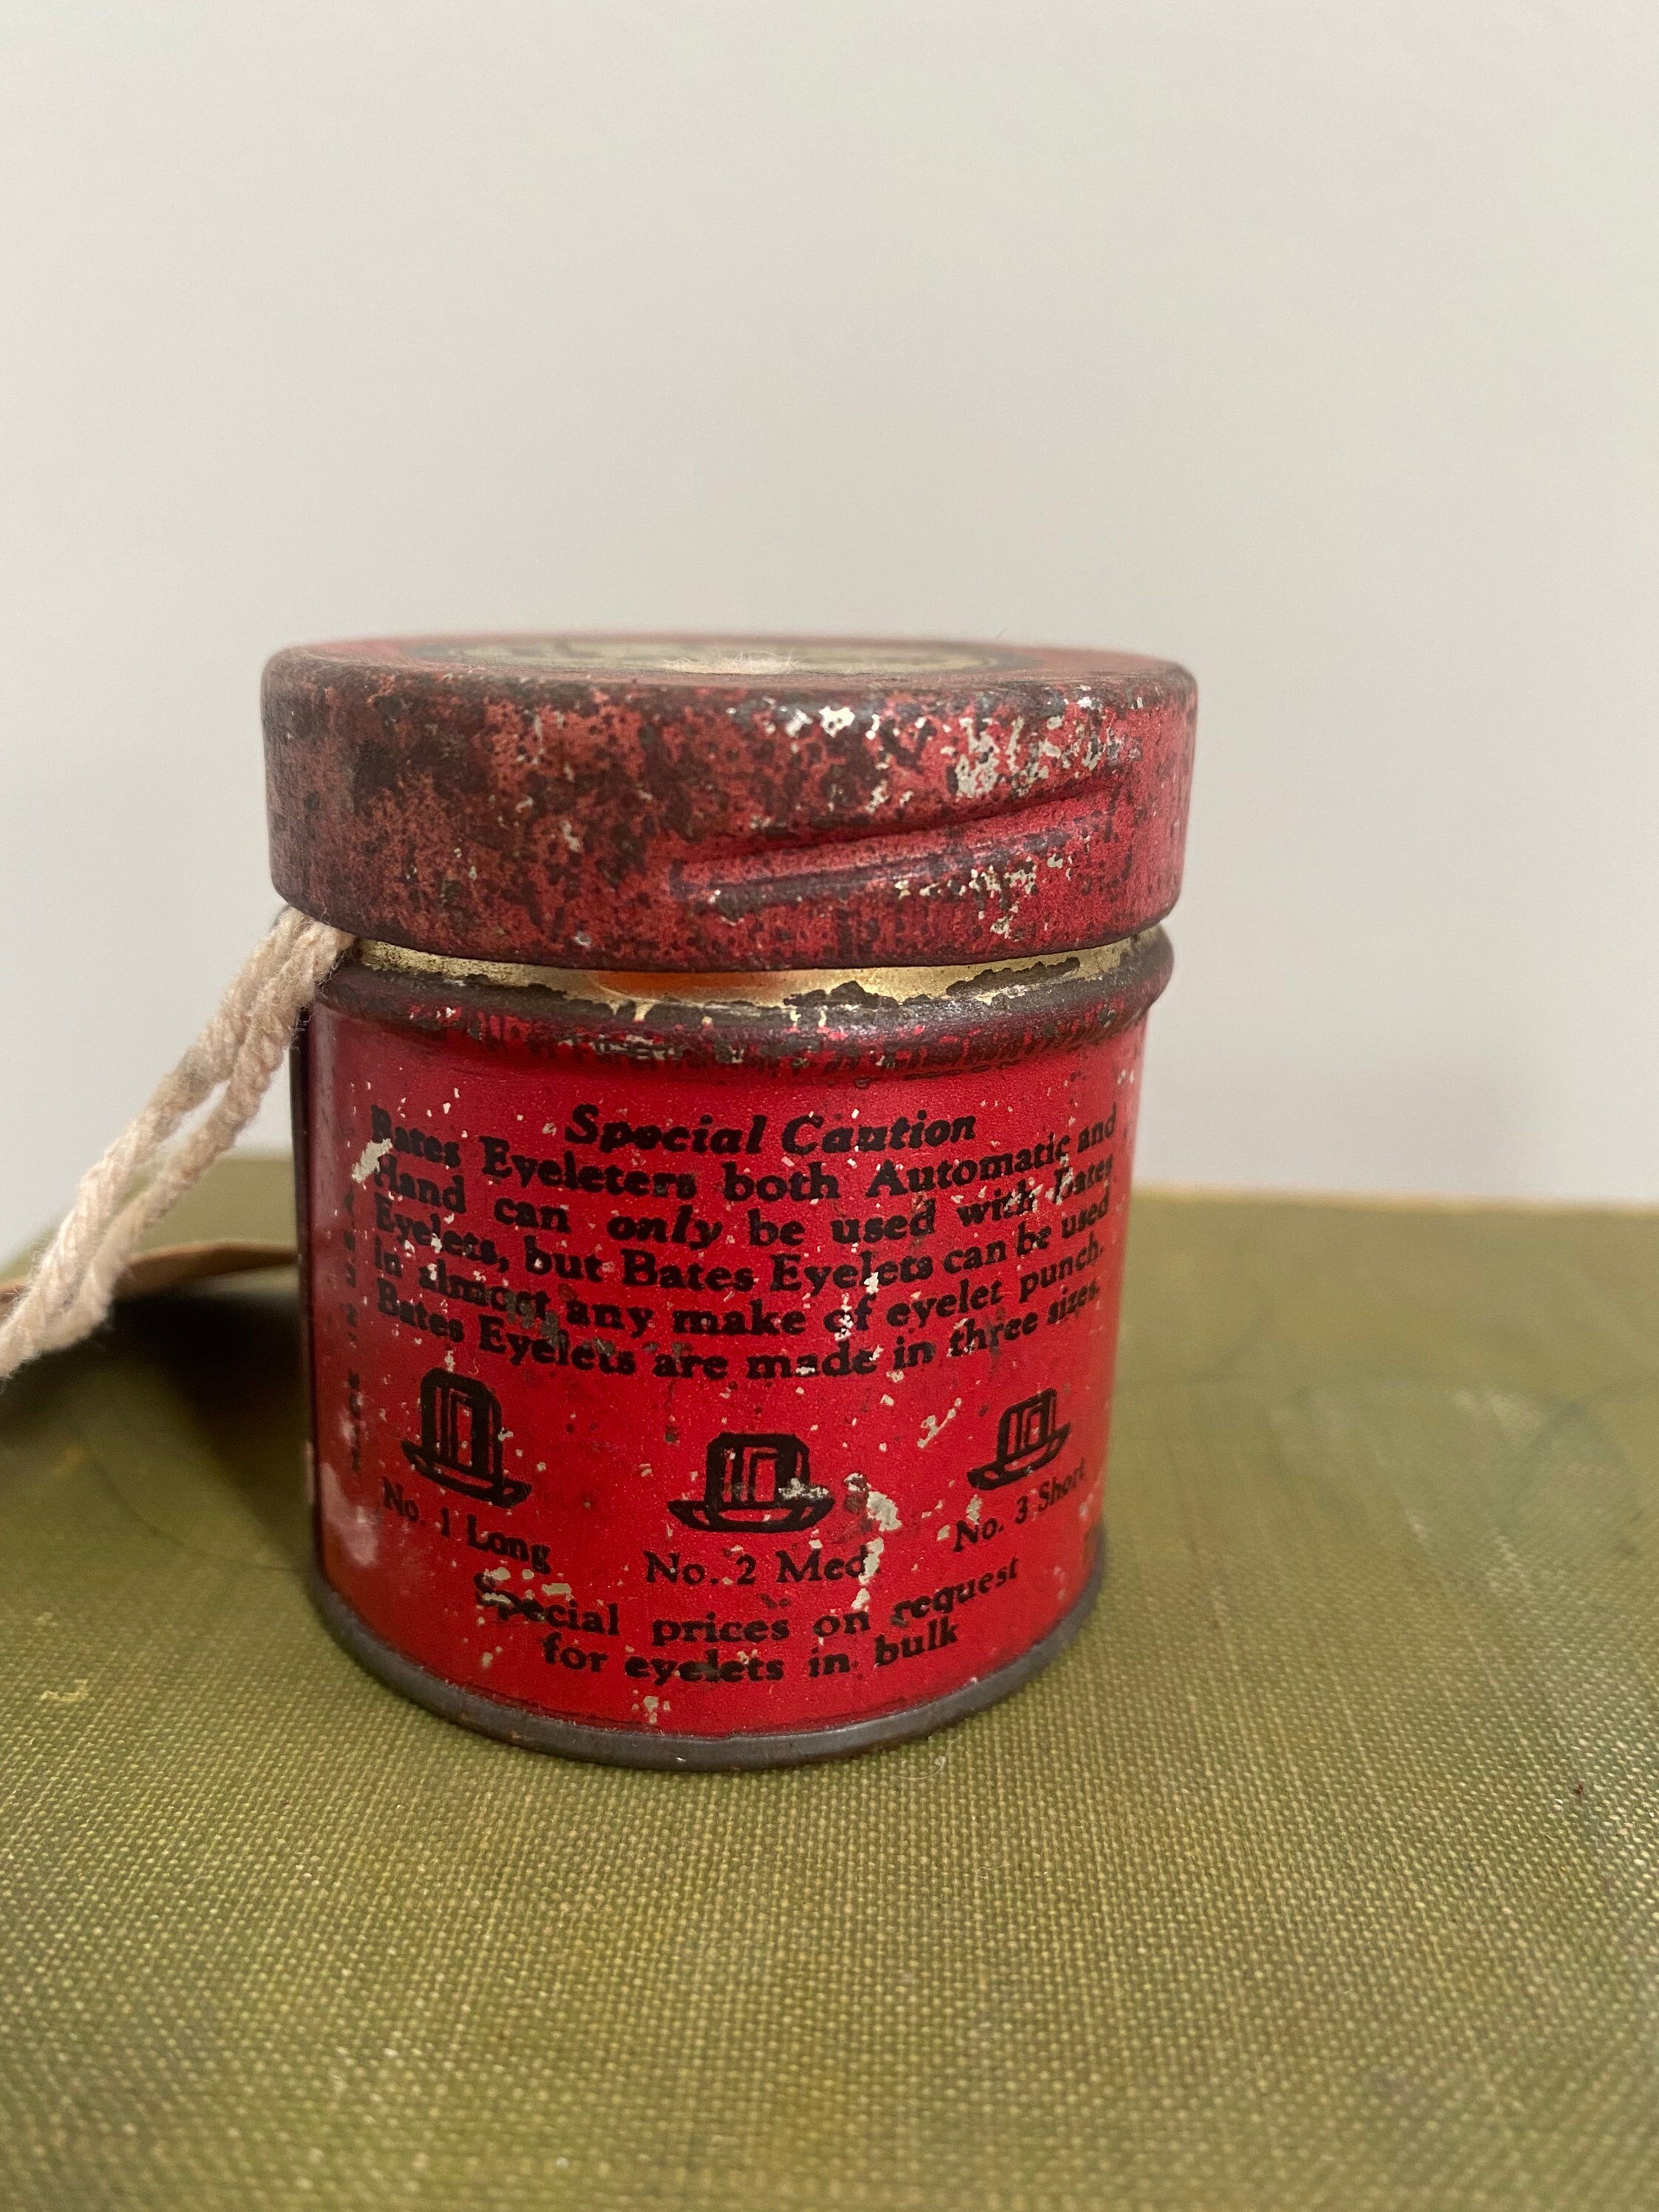 Special Caution
Bates Eyeleters both Automatic and
Hand can only be used with Bates
Eyelets, but Bates Eyelets can be used
in almost any make of eyelet punch.
Bates Eyelets are made in three sizes.
No. 1 Long
No. 2 Med
No. 3 Short
Special prices on request
for eyelets in bulk